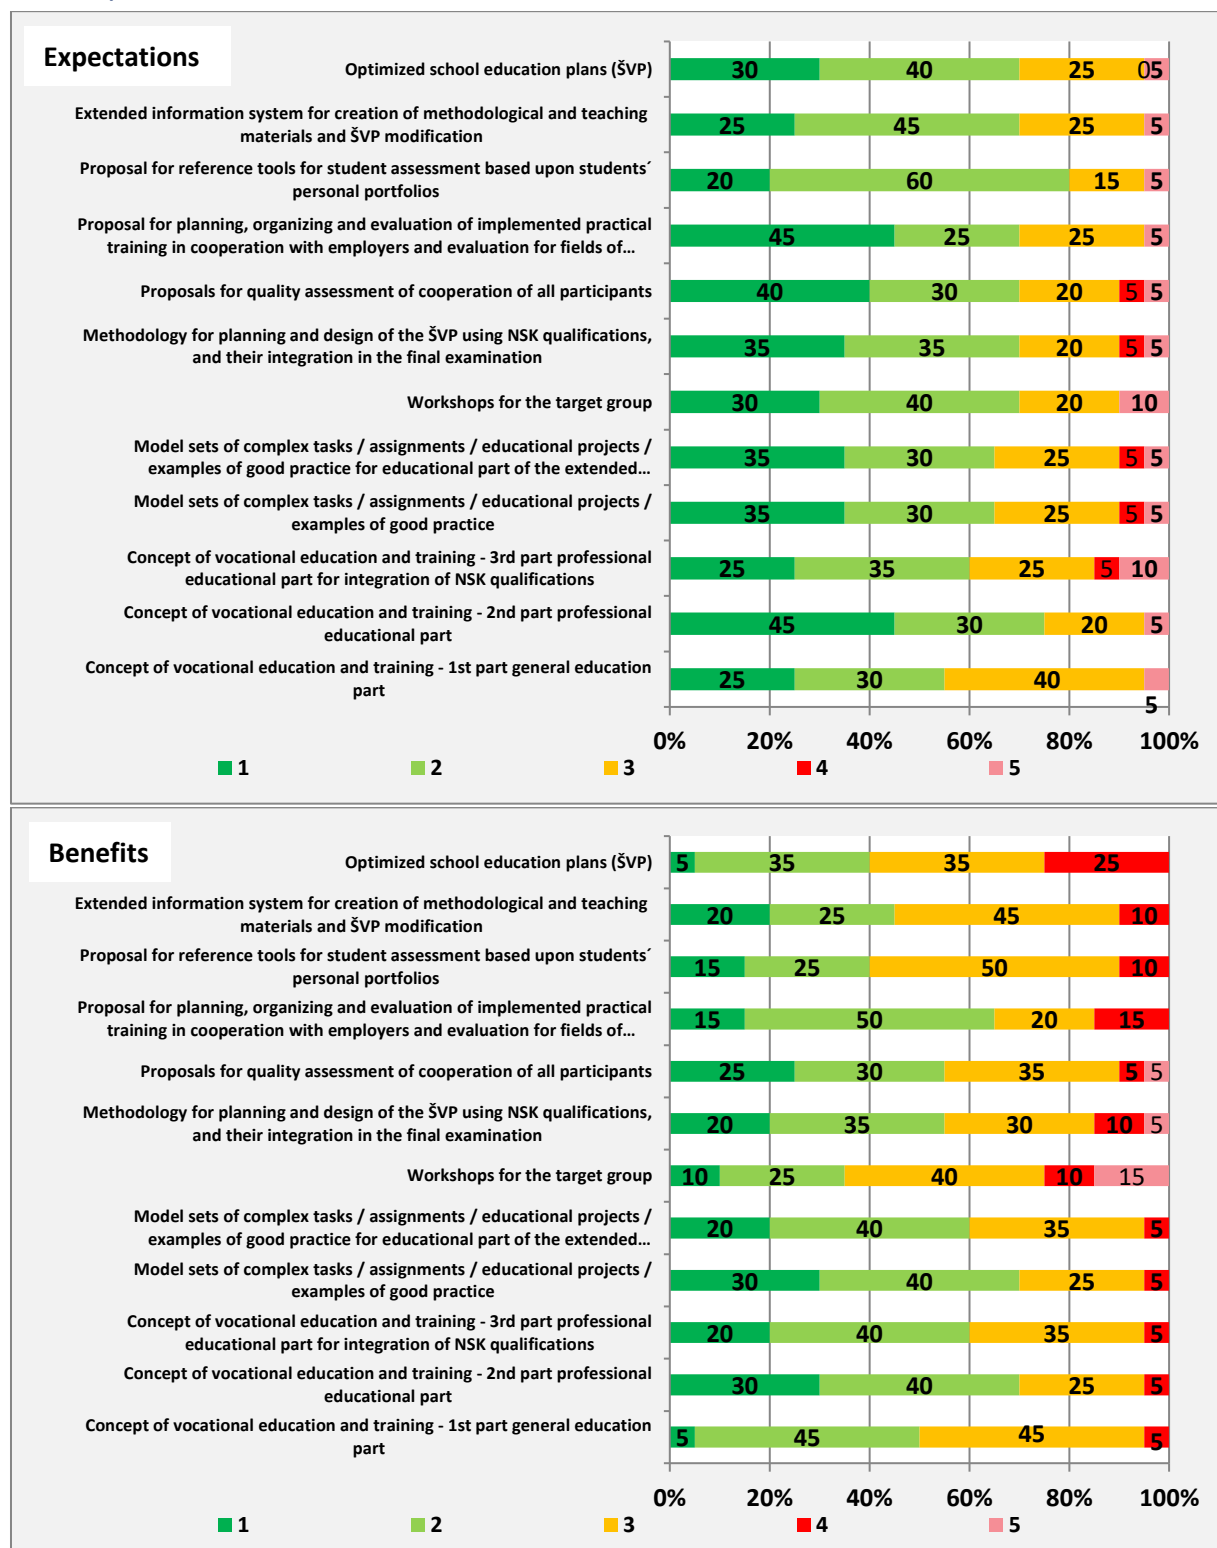 Expectations
Optimized school education plans (ŠVP)
30 40 25 0 5
Extended information system for creation of methodological and teaching
materials and ŠVP modification
25 45 25 5
Proposal for reference tools for student assessment based upon students´
personal portfolios
20 60 15 5
Proposal for planning, organizing and evaluation of implemented practical
training in cooperation with employers and evaluation for fields of…
45 25 25 5
Proposals for quality assessment of cooperation of all participants
40 30 20 5 5
Methodology for planning and design of the ŠVP using NSK qualifications,
and their integration in the final examination
35 35 20 5 5
Workshops for the target group
30 40 20 10
Model sets of complex tasks / assignments / educational projects /
examples of good practice for educational part of the extended…
35 30 25 5 5
Model sets of complex tasks / assignments / educational projects /
examples of good practice
35 30 25 5 5
Concept of vocational education and training - 3rd part professional
educational part for integration of NSK qualifications
25 35 25 5 10
Concept of vocational education and training - 2nd part professional
educational part
45 30 20 5
Concept of vocational education and training - 1st part general education
part
25 30 40 5
0% 20% 40% 60% 80% 100%
1 2 3 4 5
Benefits
Optimized school education plans (ŠVP)
5 35 35 25
Extended information system for creation of methodological and teaching
materials and ŠVP modification
20 25 45 10
Proposal for reference tools for student assessment based upon students´
personal portfolios
15 25 50 10
Proposal for planning, organizing and evaluation of implemented practical
training in cooperation with employers and evaluation for fields of…
15 50 20 15
Proposals for quality assessment of cooperation of all participants
25 30 35 5 5
Methodology for planning and design of the ŠVP using NSK qualifications,
and their integration in the final examination
20 35 30 10 5
Workshops for the target group
10 25 40 10 15
Model sets of complex tasks / assignments / educational projects /
examples of good practice for educational part of the extended…
20 40 35 5
Model sets of complex tasks / assignments / educational projects /
examples of good practice
30 40 25 5
Concept of vocational education and training - 3rd part professional
educational part for integration of NSK qualifications
20 40 35 5
Concept of vocational education and training - 2nd part professional
educational part
30 40 25 5
Concept of vocational education and training - 1st part general education
part
5 45 45 5
0% 20% 40% 60% 80% 100%
1 2 3 4 5